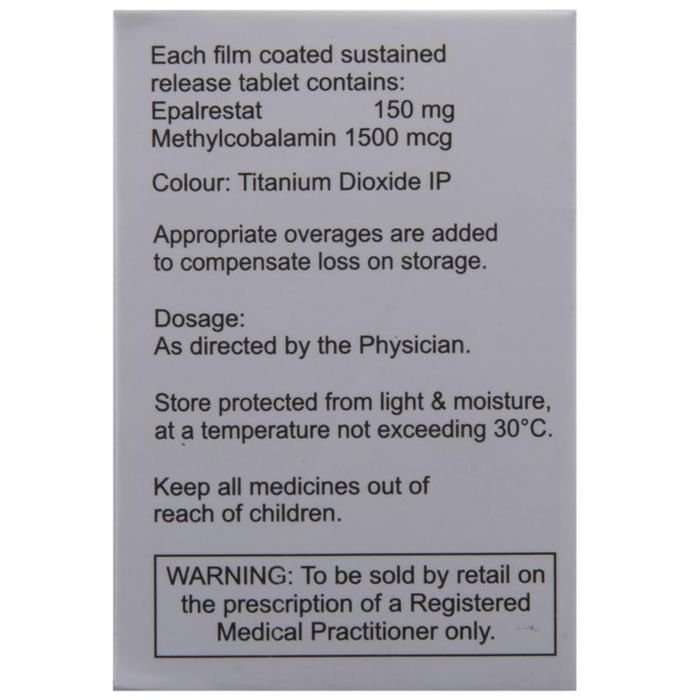 Each film coated sustained
release tablet contains:
Epalrestat 150 mg
Methylcobalamin 1500 mcg
Colour: Titanium Dioxide IP
Appropriate overages are added
to compensate loss on storage.
Dosage:
As directed by the Physician.
Store protected from light & moisture,
at a temperature not exceeding 30°C.
Keep all medicines out of
reach of children.
WARNING: To be sold by retail on
the prescription of a Registered
Medical Practitioner only.